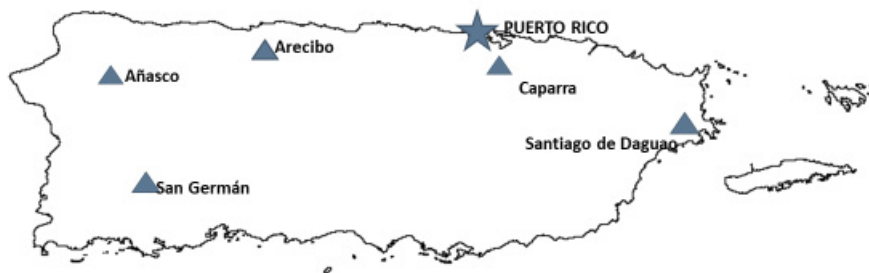 PUERTO RICO
Arecibo
Añasco
Caparra
Santiago de Daguao
San Germán